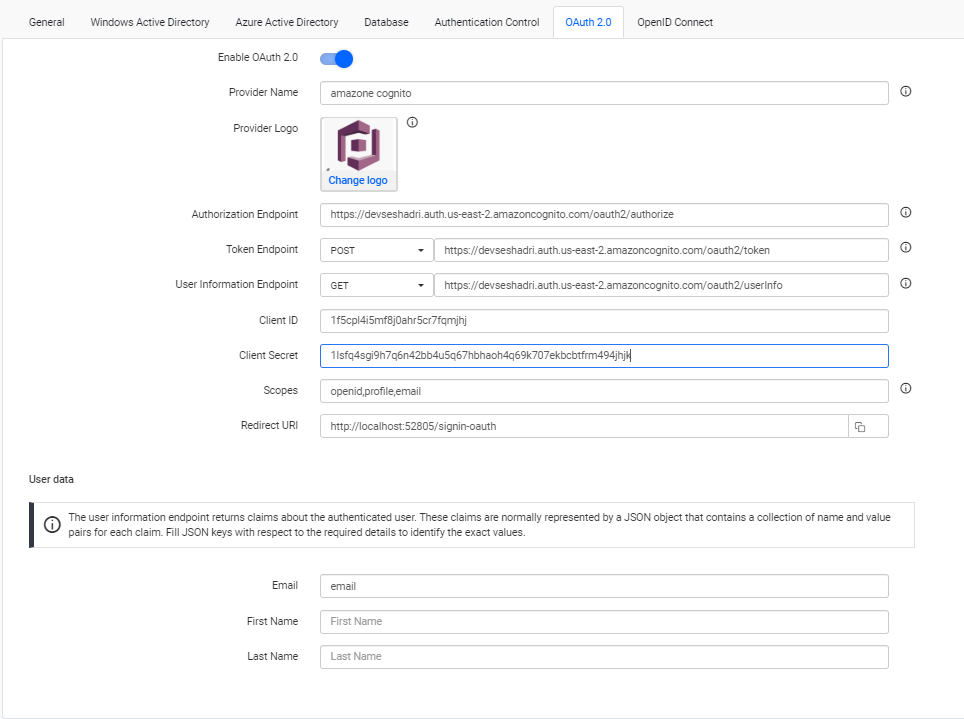 General Windows Active Directory Azure Active Directory Database Authentication Control OAuth 2.0 OpenID Connect
Enable OAuth 2.0
Provider Name amazone cognito
Provider Logo
Change logo
Authorization Endpoint https://devseshadri.auth.us-east-2.amazoncognito.com/oauth2/authorize
Token Endpoint POST https://devseshadri.auth.us-east-2.amazoncognito.com/oauth2/token
User Information Endpoint GET https://devseshadri.auth.us-east-2.amazoncognito.com/oauth2/userInfo
Client ID 1f5cpl4i5mf8j0ahr5cr7fqmjhj
Client Secret 1lsfq4sgi9h7q6n42bb4u5q67hbhaoh4q69k707ekbcbtfrm494jhjk
Scopes openid,profile,email
Redirect URI http://localhost:52805/signin-oauth
User data
The user information endpoint returns claims about the authenticated user. These claims are normally represented by a JSON object that contains a collection of name and value
pairs for each claim. Fill JSON keys with respect to the required details to identify the exact values.
Email email
First Name First Name
Last Name Last Name